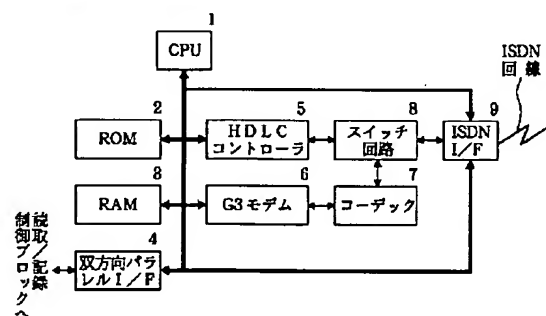 1
CPU
ISDN
回線
2
ROM
5
HDLC
コントローラ
8
スイッチ
回路
9
ISDN
I/F
8
RAM
6
G3モデム
7
コーデック
4
双方向パラ
レルI/F
読取/記録
制御ブロックへ